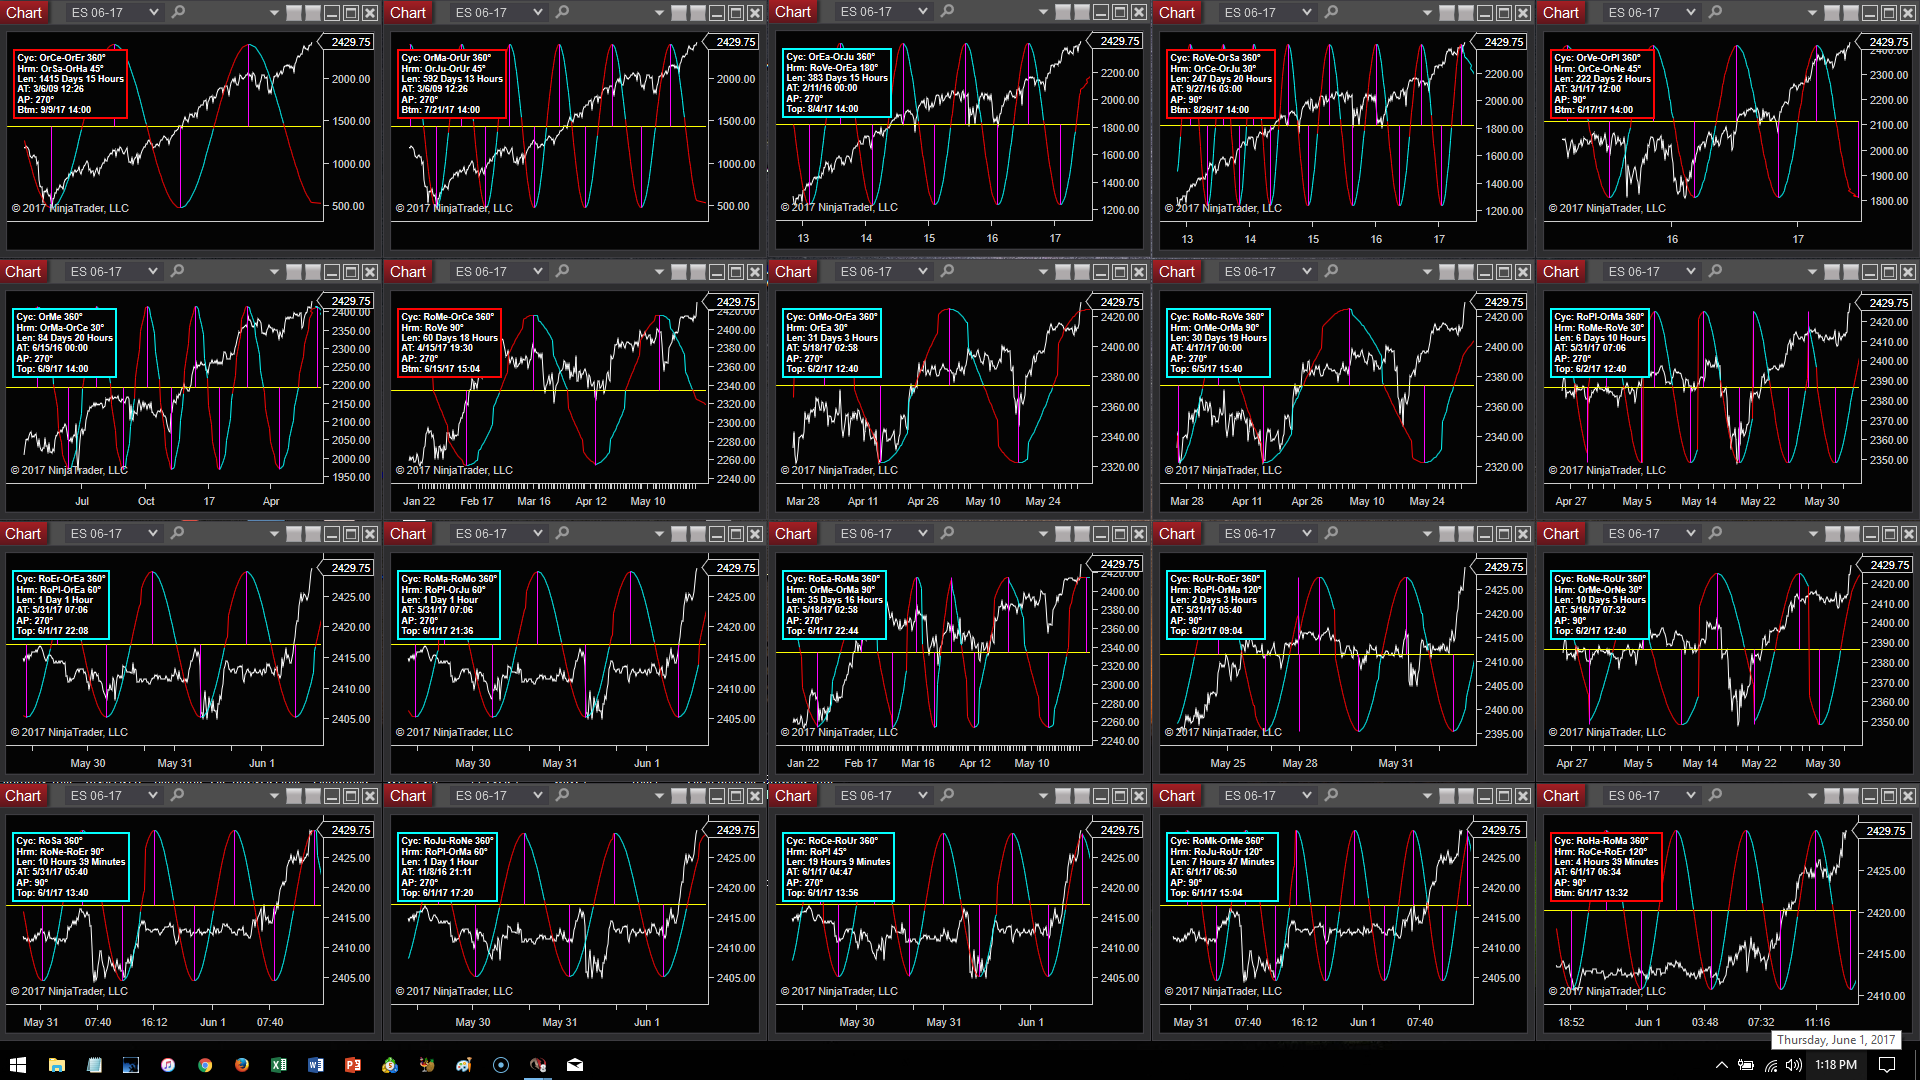 Chart ES 06-17
Cyc: OrCe-OrEr 360°
Hrm: OrSa-OrHa 45°
Len: 1415 Days 15 Hours
AT: 3/6/09 12:26
AP: 270°
Btm: 9/9/17 14:00
2429.75
2000.00
1500.00
1000.00
500.00
© 2017 NinjaTrader, LLC
Chart ES 06-17
Cyc: OrMa-OrUr 360°
Hrm: OrJu-OrUr 45°
Len: 592 Days 13 Hours
AT: 3/6/09 12:26
AP: 270°
Btm: 7/21/17 14:00
2429.75
2000.00
1500.00
1000.00
500.00
© 2017 NinjaTrader, LLC
Chart ES 06-17
Cyc: OrEa-OrJu 360°
Hrm: RoVe-OrEa 180°
Len: 383 Days 15 Hours
AT: 2/11/16 00:00
AP: 270°
Top: 8/4/17 14:00
2429.75
2200.00
2000.00
1800.00
1600.00
1400.00
1200.00
© 2017 NinjaTrader, LLC
13 14 15 16 17
Chart ES 06-17
Cyc: RoVe-OrSa 360°
Hrm: OrCe-OrJu 30°
Len: 247 Days 20 Hours
AT: 9/27/16 03:00
AP: 90°
Btm: 8/26/17 14:00
2429.75
2200.00
2000.00
1800.00
1600.00
1400.00
1200.00
© 2017 NinjaTrader, LLC
13 14 15 16 17
Chart ES 06-17
Cyc: OrVe-OrPl 360°
Hrm: OrCe-OrNe 45°
Len: 222 Days 2 Hours
AT: 3/1/17 12:00
AP: 90°
Btm: 6/17/17 14:00
2429.75
2400.00
2300.00
2200.00
2100.00
2000.00
1900.00
1800.00
© 2017 NinjaTrader, LLC
16 17
Chart ES 06-17
Cyc: OrMe 360°
Hrm: OrMa-OrCe 30°
Len: 84 Days 20 Hours
AT: 6/15/16 00:00
AP: 270°
Top: 6/9/17 14:00
2429.75
2400.00
2350.00
2300.00
2250.00
2200.00
2150.00
2100.00
2050.00
2000.00
1950.00
© 2017 NinjaTrader, LLC
Jul Oct 17 Apr
Chart ES 06-17
Cyc: RoMe-OrCe 360°
Hrm: RoVe 90°
Len: 60 Days 18 Hours
AT: 4/15/17 19:30
AP: 270°
Btm: 6/15/17 15:04
2429.75
2420.00
2400.00
2380.00
2360.00
2340.00
2320.00
2300.00
2280.00
2260.00
2240.00
© 2017 NinjaTrader, LLC
Jan 22 Feb 17 Mar 16 Apr 12 May 10
Chart ES 06-17
Cyc: OrMo-OrEa 360°
Hrm: OrEa 30°
Len: 31 Days 3 Hours
AT: 5/18/17 02:58
AP: 270°
Top: 6/2/17 12:40
2429.75
2420.00
2400.00
2380.00
2360.00
2340.00
2320.00
© 2017 NinjaTrader, LLC
Mar 28 Apr 11 Apr 26 May 10 May 24
Chart ES 06-17
Cyc: RoMo-RoVe 360°
Hrm: OrMe-OrMa 90°
Len: 30 Days 19 Hours
AT: 4/17/17 00:00
AP: 270°
Top: 6/5/17 15:40
2429.75
2420.00
2400.00
2380.00
2360.00
2340.00
2320.00
© 2017 NinjaTrader, LLC
Mar 28 Apr 11 Apr 26 May 10 May 24
Chart ES 06-17
Cyc: RoPl-OrMa 360°
Hrm: RoMe-RoVe 30°
Len: 6 Days 10 Hours
AT: 5/31/17 07:06
AP: 270°
Top: 6/2/17 12:40
2429.75
2420.00
2410.00
2400.00
2390.00
2380.00
2370.00
2360.00
2350.00
© 2017 NinjaTrader, LLC
Apr 27 May 5 May 14 May 22 May 30
Chart ES 06-17
Cyc: RoEr-OrEa 360°
Hrm: RoPl-OrEa 60°
Len: 1 Day 1 Hour
AT: 5/31/17 07:06
AP: 270°
Top: 6/1/17 22:08
2429.75
2425.00
2420.00
2415.00
2410.00
2405.00
© 2017 NinjaTrader, LLC
May 30 May 31 Jun 1
Chart ES 06-17
Cyc: RoMa-RoMo 360°
Hrm: RoPl-OrJu 60°
Len: 1 Day 1 Hour
AT: 5/31/17 07:06
AP: 270°
Top: 6/1/17 21:36
2429.75
2425.00
2420.00
2415.00
2410.00
2405.00
© 2017 NinjaTrader, LLC
May 30 May 31 Jun 1
Chart ES 06-17
Cyc: RoEa-RoMa 360°
Hrm: OrMe-OrMa 90°
Len: 35 Days 16 Hours
AT: 5/18/17 02:58
AP: 270°
Top: 6/1/17 22:44
2429.75
2420.00
2400.00
2380.00
2360.00
2340.00
2320.00
2300.00
2280.00
2260.00
2240.00
© 2017 NinjaTrader, LLC
Jan 22 Feb 17 Mar 16 Apr 12 May 10
Chart ES 06-17
Cyc: RoUr-RoEr 360°
Hrm: RoPl-OrMa 120°
Len: 2 Days 3 Hours
AT: 5/31/17 05:40
AP: 90°
Top: 6/2/17 09:04
2429.75
2425.00
2420.00
2415.00
2410.00
2405.00
2400.00
2395.00
© 2017 NinjaTrader, LLC
May 25 May 28 May 31
Chart ES 06-17
Cyc: RoNe-RoUr 360°
Hrm: OrMe-OrNe 30°
Len: 10 Days 5 Hours
AT: 5/16/17 07:32
AP: 90°
Top: 6/2/17 12:40
2429.75
2420.00
2410.00
2400.00
2390.00
2380.00
2370.00
2360.00
2350.00
© 2017 NinjaTrader, LLC
Apr 27 May 5 May 14 May 22 May 30
Chart ES 06-17
Cyc: RoSa 360°
Hrm: RoNe-RoEr 90°
Len: 10 Hours 39 Minutes
AT: 5/31/17 05:40
AP: 90°
Top: 6/1/17 13:40
2429.75
2425.00
2420.00
2415.00
2410.00
2405.00
© 2017 NinjaTrader, LLC
May 31 07:40 16:12 Jun 1 07:40
Chart ES 06-17
Cyc: RoJu-RoNe 360°
Hrm: RoPl-OrMa 60°
Len: 1 Day 1 Hour
AT: 11/8/16 21:11
AP: 270°
Top: 6/1/17 17:20
2429.75
2425.00
2420.00
2415.00
2410.00
2405.00
© 2017 NinjaTrader, LLC
May 30 May 31 Jun 1
Chart ES 06-17
Cyc: RoCe-RoUr 360°
Hrm: RoPl 45°
Len: 19 Hours 9 Minutes
AT: 6/1/17 04:47
AP: 270°
Top: 6/1/17 13:56
2429.75
2425.00
2420.00
2415.00
2410.00
2405.00
© 2017 NinjaTrader, LLC
May 30 May 31 Jun 1
Chart ES 06-17
Cyc: RoMk-OrMe 360°
Hrm: RoJu-RoUr 120°
Len: 7 Hours 47 Minutes
AT: 6/1/17 06:50
AP: 90°
Top: 6/1/17 15:04
2429.75
2425.00
2420.00
2415.00
2410.00
2405.00
© 2017 NinjaTrader, LLC
May 31 07:40 16:12 Jun 1 07:40
Chart ES 06-17
Cyc: RoHa-RoMa 360°
Hrm: RoCe-RoEr 120°
Len: 4 Hours 39 Minutes
AT: 6/1/17 06:34
AP: 90°
Btm: 6/1/17 13:32
2429.75
2425.00
2420.00
2415.00
2410.00
© 2017 NinjaTrader, LLC
18:52 Jun 1 03:48 07:32 11:16
Thursday, June 1, 2017
1:18 PM